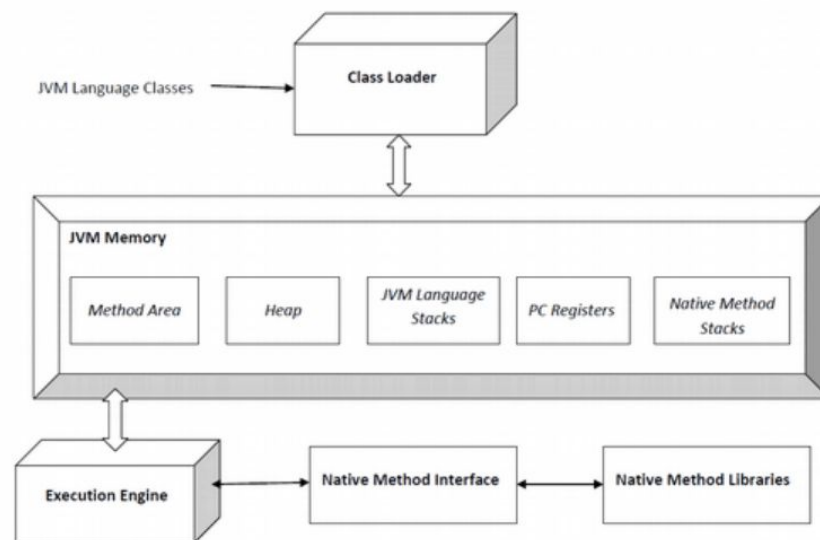 Class Loader
JVM Language Classes
JVM Memory
Method Area
Heap
JVM Language
Stacks
PC Registers
Native Method
Stacks
Execution Engine
Native Method Interface
Native Method Libraries